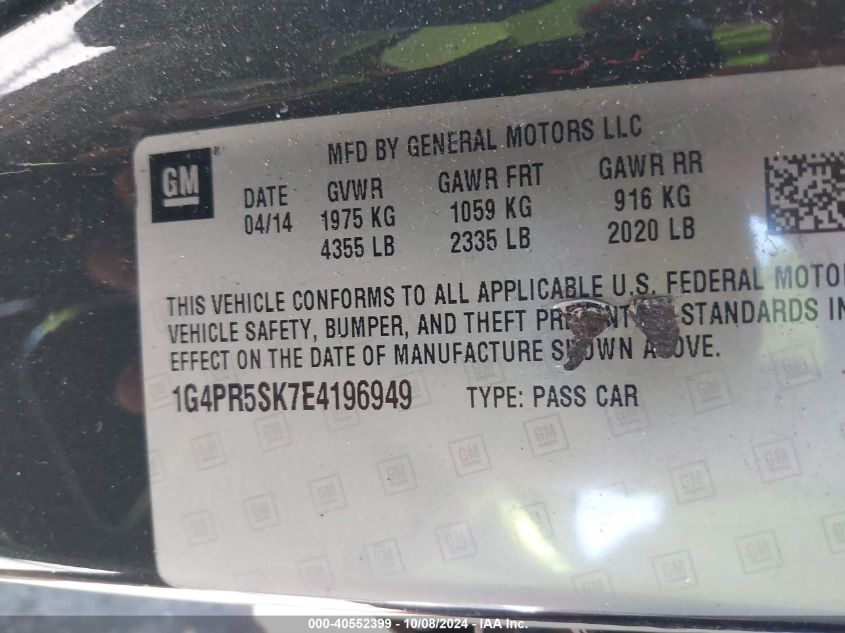 MFD BY GENERAL MOTORS LLC
GM
DATE GVWR GAWR FRT GAWR RR
04/14 1975 KG 1059 KG 916 KG
4355 LB 2335 LB 2020 LB
THIS VEHICLE CONFORMS TO ALL APPLICABLE U.S. FEDERAL MOTOR
VEHICLE SAFETY, BUMPER, AND THEFT STANDARDS IN
EFFECT ON THE DATE OF MANUFACTURE SHOWN ABOVE.
1G4PR5SK7E4196949 TYPE: PASS CAR
000-40552399 - 10/08/2024 - IAA Inc.